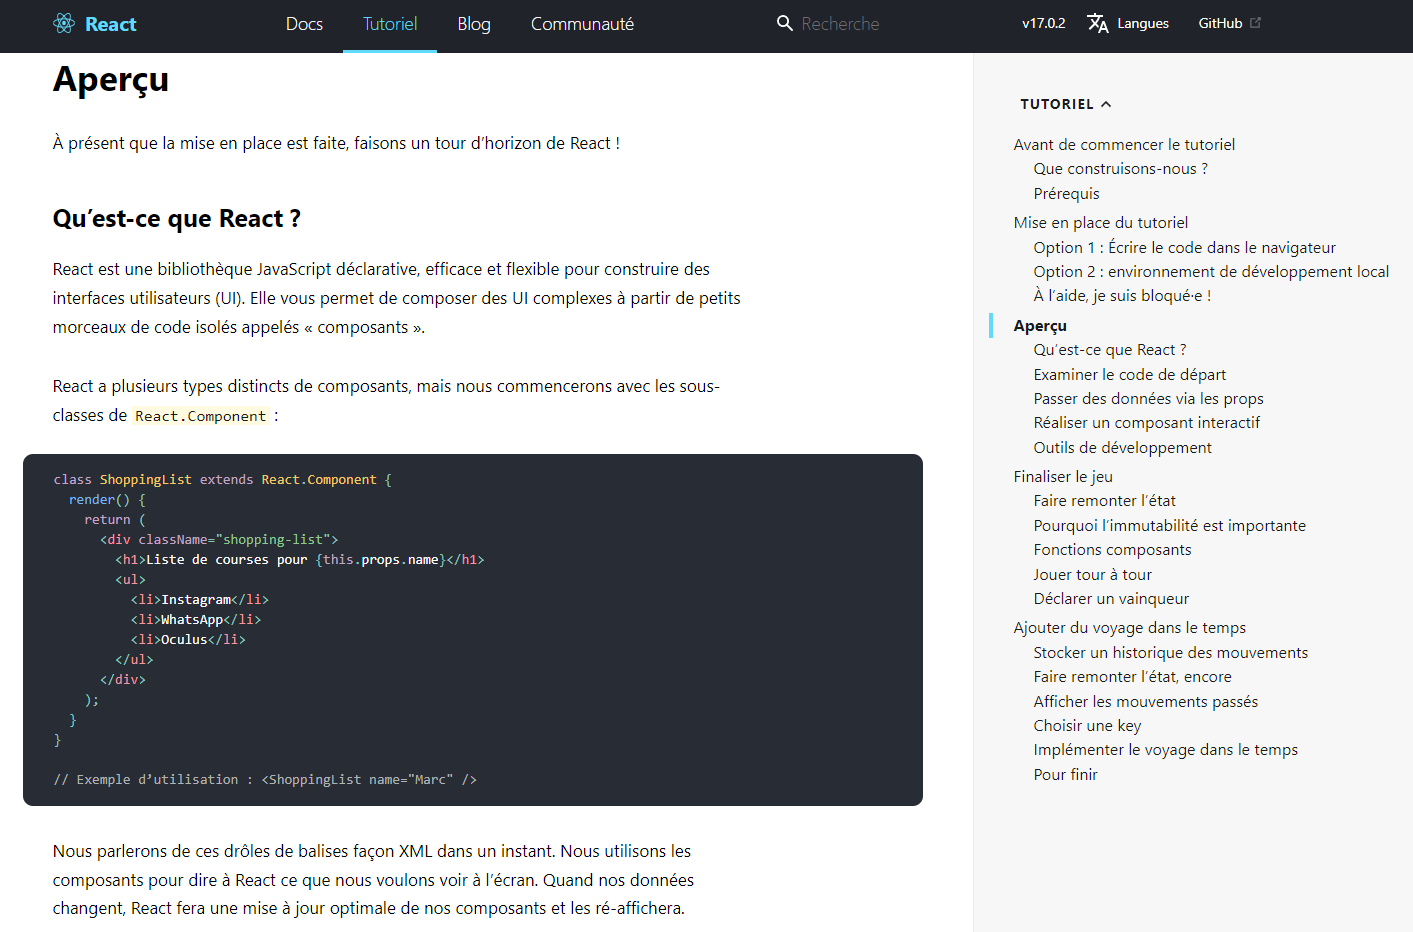 React
Docs
Tutoriel
Blog
Communauté
Recherche
v17.0.2
Langues
GitHub
Aperçu
À présent que la mise en place est faite, faisons un tour d’horizon de React !
Qu’est-ce que React ?
React est une bibliothèque JavaScript déclarative, efficace et flexible pour construire des
interfaces utilisateurs (UI). Elle vous permet de composer des UI complexes à partir de petits
morceaux de code isolés appelés « composants ».
React a plusieurs types distincts de composants, mais nous commencerons avec les sous-
classes de React.Component :
class ShoppingList extends React.Component {
  render() {
    return (
      <div className="shopping-list">
        <h1>Liste de courses pour {this.props.name}</h1>
        <ul>
          <li>Instagram</li>
          <li>WhatsApp</li>
          <li>Oculus</li>
        </ul>
      </div>
    );
  }
}
// Exemple d’utilisation : <ShoppingList name="Marc" />
Nous parlerons de ces drôles de balises façon XML dans un instant. Nous utilisons les
composants pour dire à React ce que nous voulons voir à l’écran. Quand nos données
changent, React fera une mise à jour optimale de nos composants et les ré-affichera.
TUTORIEL
Avant de commencer le tutoriel
Que construisons-nous ?
Prérequis
Mise en place du tutoriel
Option 1 : Écrire le code dans le navigateur
Option 2 : environnement de développement local
À l’aide, je suis bloqué·e !
Aperçu
Qu’est-ce que React ?
Examiner le code de départ
Passer des données via les props
Réaliser un composant interactif
Outils de développement
Finaliser le jeu
Faire remonter l’état
Pourquoi l’immutabilité est importante
Fonctions composants
Jouer tour à tour
Déclarer un vainqueur
Ajouter du voyage dans le temps
Stocker un historique des mouvements
Faire remonter l’état, encore
Afficher les mouvements passés
Choisir une key
Implémenter le voyage dans le temps
Pour finir